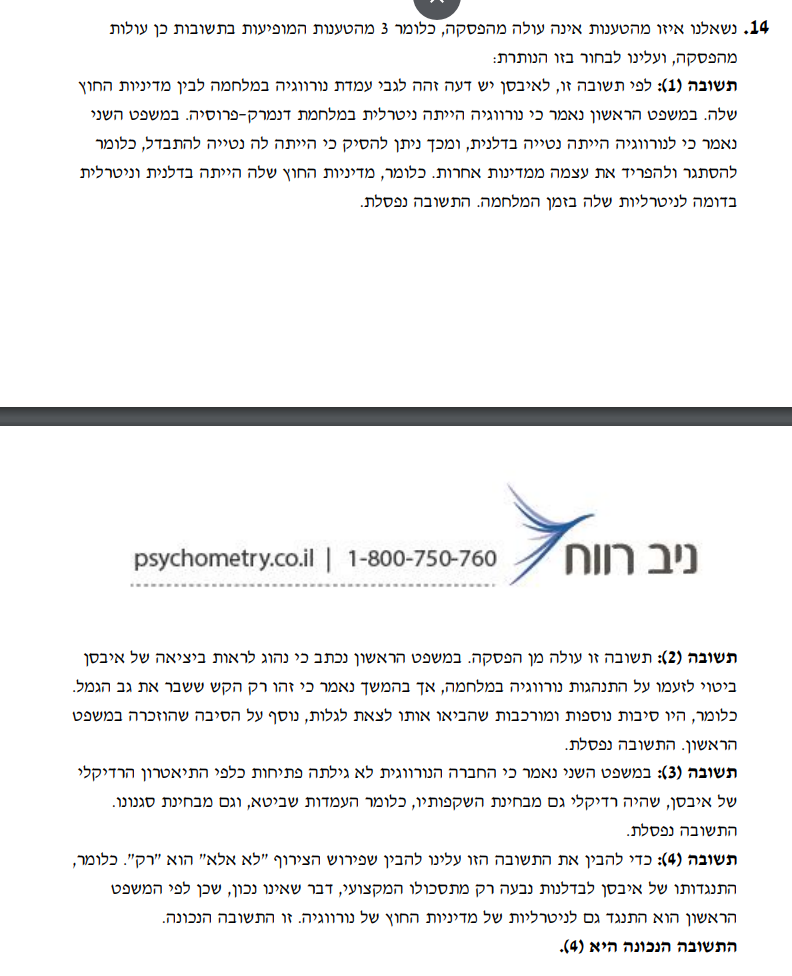 14. נשאלנו איזו מהטענות אינה עולה מהפסקה, כלומר 3 מהטענות המופיעות בתשובות כן עולות
מהפסקה, ועלינו לבחור בזו הנותרת:
תשובה (1): לפי תשובה זו, לאיבסן יש דעה זהה לגבי עמדת נורווגיה במלחמה לבין מדיניות החוץ
שלה. במשפט הראשון נאמר כי נורווגיה הייתה ניטרלית במלחמת דנמרק-פרוסיה. במשפט השני
נאמר כי לנורווגיה הייתה נטייה בדלנית, ומכך ניתן להסיק כי הייתה לה נטייה להתבדל, כלומר
להסתגר ולהפריד את עצמה ממדינות אחרות. כלומר, מדיניות החוץ שלה הייתה בדלנית וניטרלית
בדומה לניטרליות שלה בזמן המלחמה. התשובה נפסלת.
psychometry.co.il | 1-800-750-760
ניב רווח
תשובה (2): תשובה זו עולה מן הפסקה. במשפט הראשון נכתב כי נהוג לראות ביציאה של איבסן
ביטוי לזעמו על התנהגות נורווגיה במלחמה, אך בהמשך נאמר כי זהו רק הקש ששבר את גב הגמל.
כלומר, היו סיבות נוספות ומורכבות שהביאו אותו לצאת לגלות, נוסף על הסיבה שהוזכרה במשפט
הראשון. התשובה נפסלת.
תשובה (3): במשפט השני נאמר כי החברה הנורווגית לא גילתה פתיחות כלפי התיאטרון הרדיקלי
של איבסן, שהיה רדיקלי גם מבחינת השקפותיו, כלומר העמדות שביטא, וגם מבחינת סגנונו.
התשובה נפסלת.
תשובה (4): כדי להבין את התשובה הזו עלינו להבין שפירוש הצירוף "לא אלא" הוא "רק". כלומר,
התנגדותו של איבסן לבדלנות נבעה רק מתסכולו המקצועי, דבר שאינו נכון, שכן לפי המשפט
הראשון הוא התנגד גם לניטרליות של מדיניות החוץ של נורווגיה. זו התשובה הנכונה.
התשובה הנכונה היא (4).